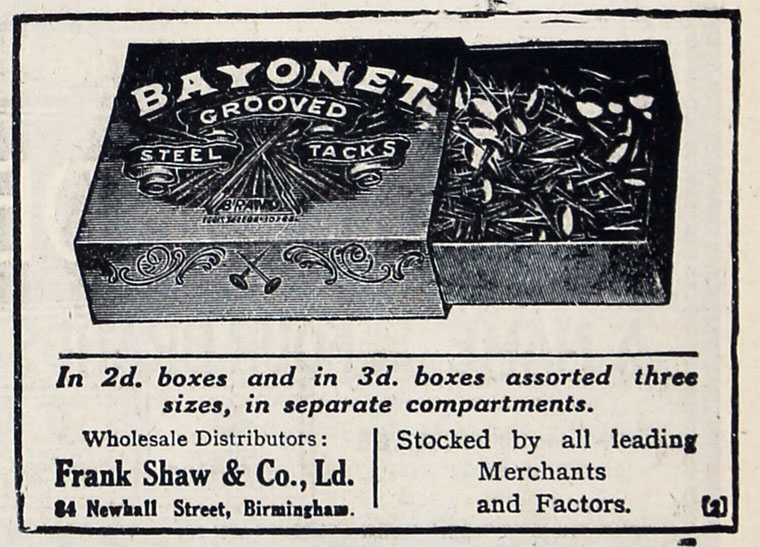 BAYONET
GROOVED
STEEL TACKS
BRAND
In 2d. boxes and in 3d. boxes assorted three
sizes, in separate compartments.
Wholesale Distributors:
Frank Shaw & Co., Ld.
84 Newhall Street, Birmingham.
Stocked by all leading
Merchants
and Factors.
[2]